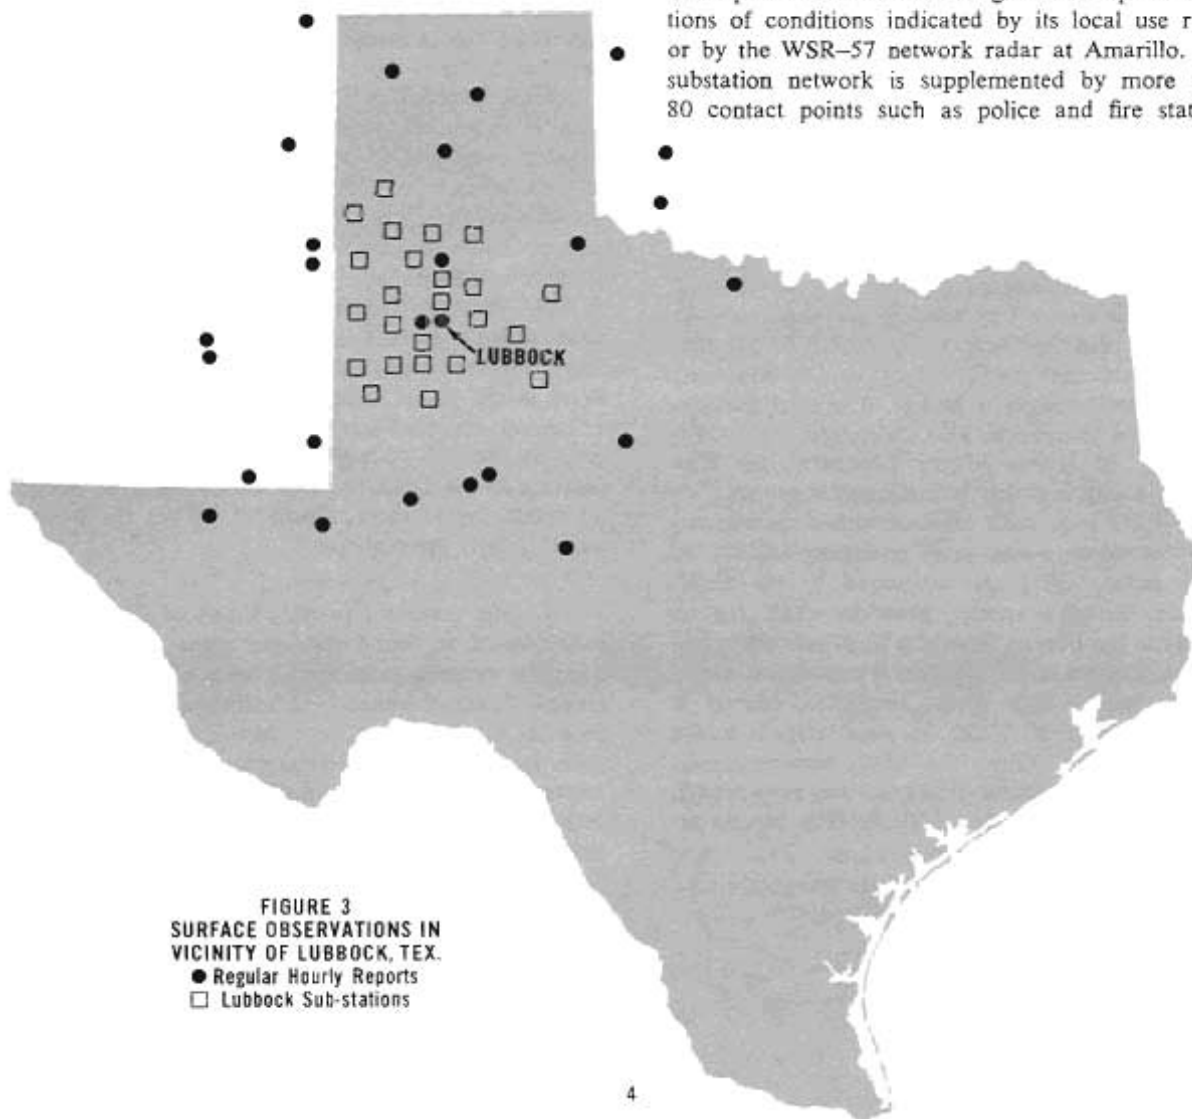 tions of conditions indicated by its local use
or by the WSR–57 network radar at Amarillo.
substation network is supplemented by more
80 contact points such as police and fire
LUBBOCK
FIGURE 3
SURFACE OBSERVATIONS IN
VICINITY OF LUBBOCK, TEX.
● Regular Hourly Reports
□ Lubbock Sub-stations
4